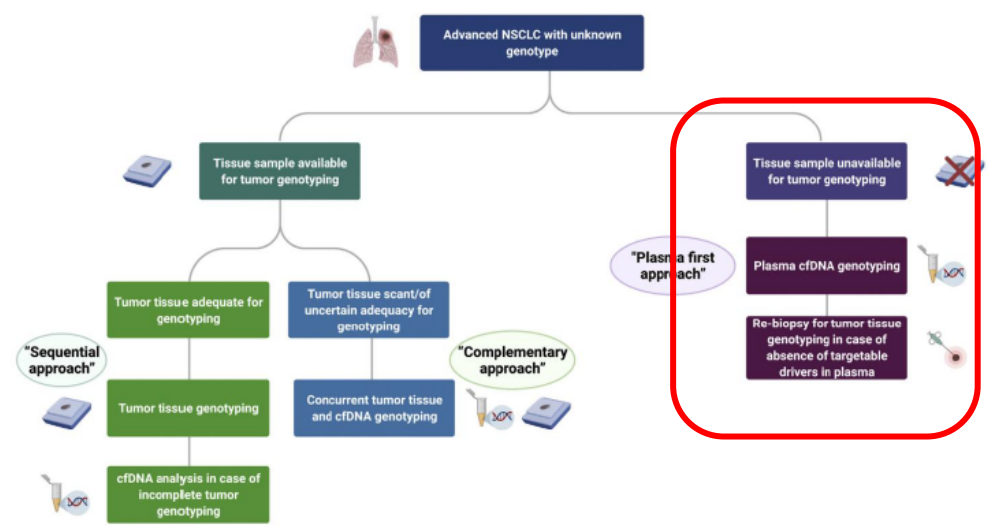 Advanced NSCLC with unknown
genotype
Tissue sample available
for tumor genotyping
Tissue sample unavailable
for tumor genotyping
"Plasma first
approach"
Plasma cfDNA genotyping
Tumor tissue adequate for
genotyping
Tumor tissue scant/of
uncertain adequacy for
genotyping
Re-biopsy for tumor tissue
genotyping in case of
absence of targetable
drivers in plasma
"Sequential
approach"
"Complementary
approach"
Tumor tissue genotyping
Concurrent tumor tissue
and cfDNA genotyping
cfDNA analysis in case of
incomplete tumor
genotyping